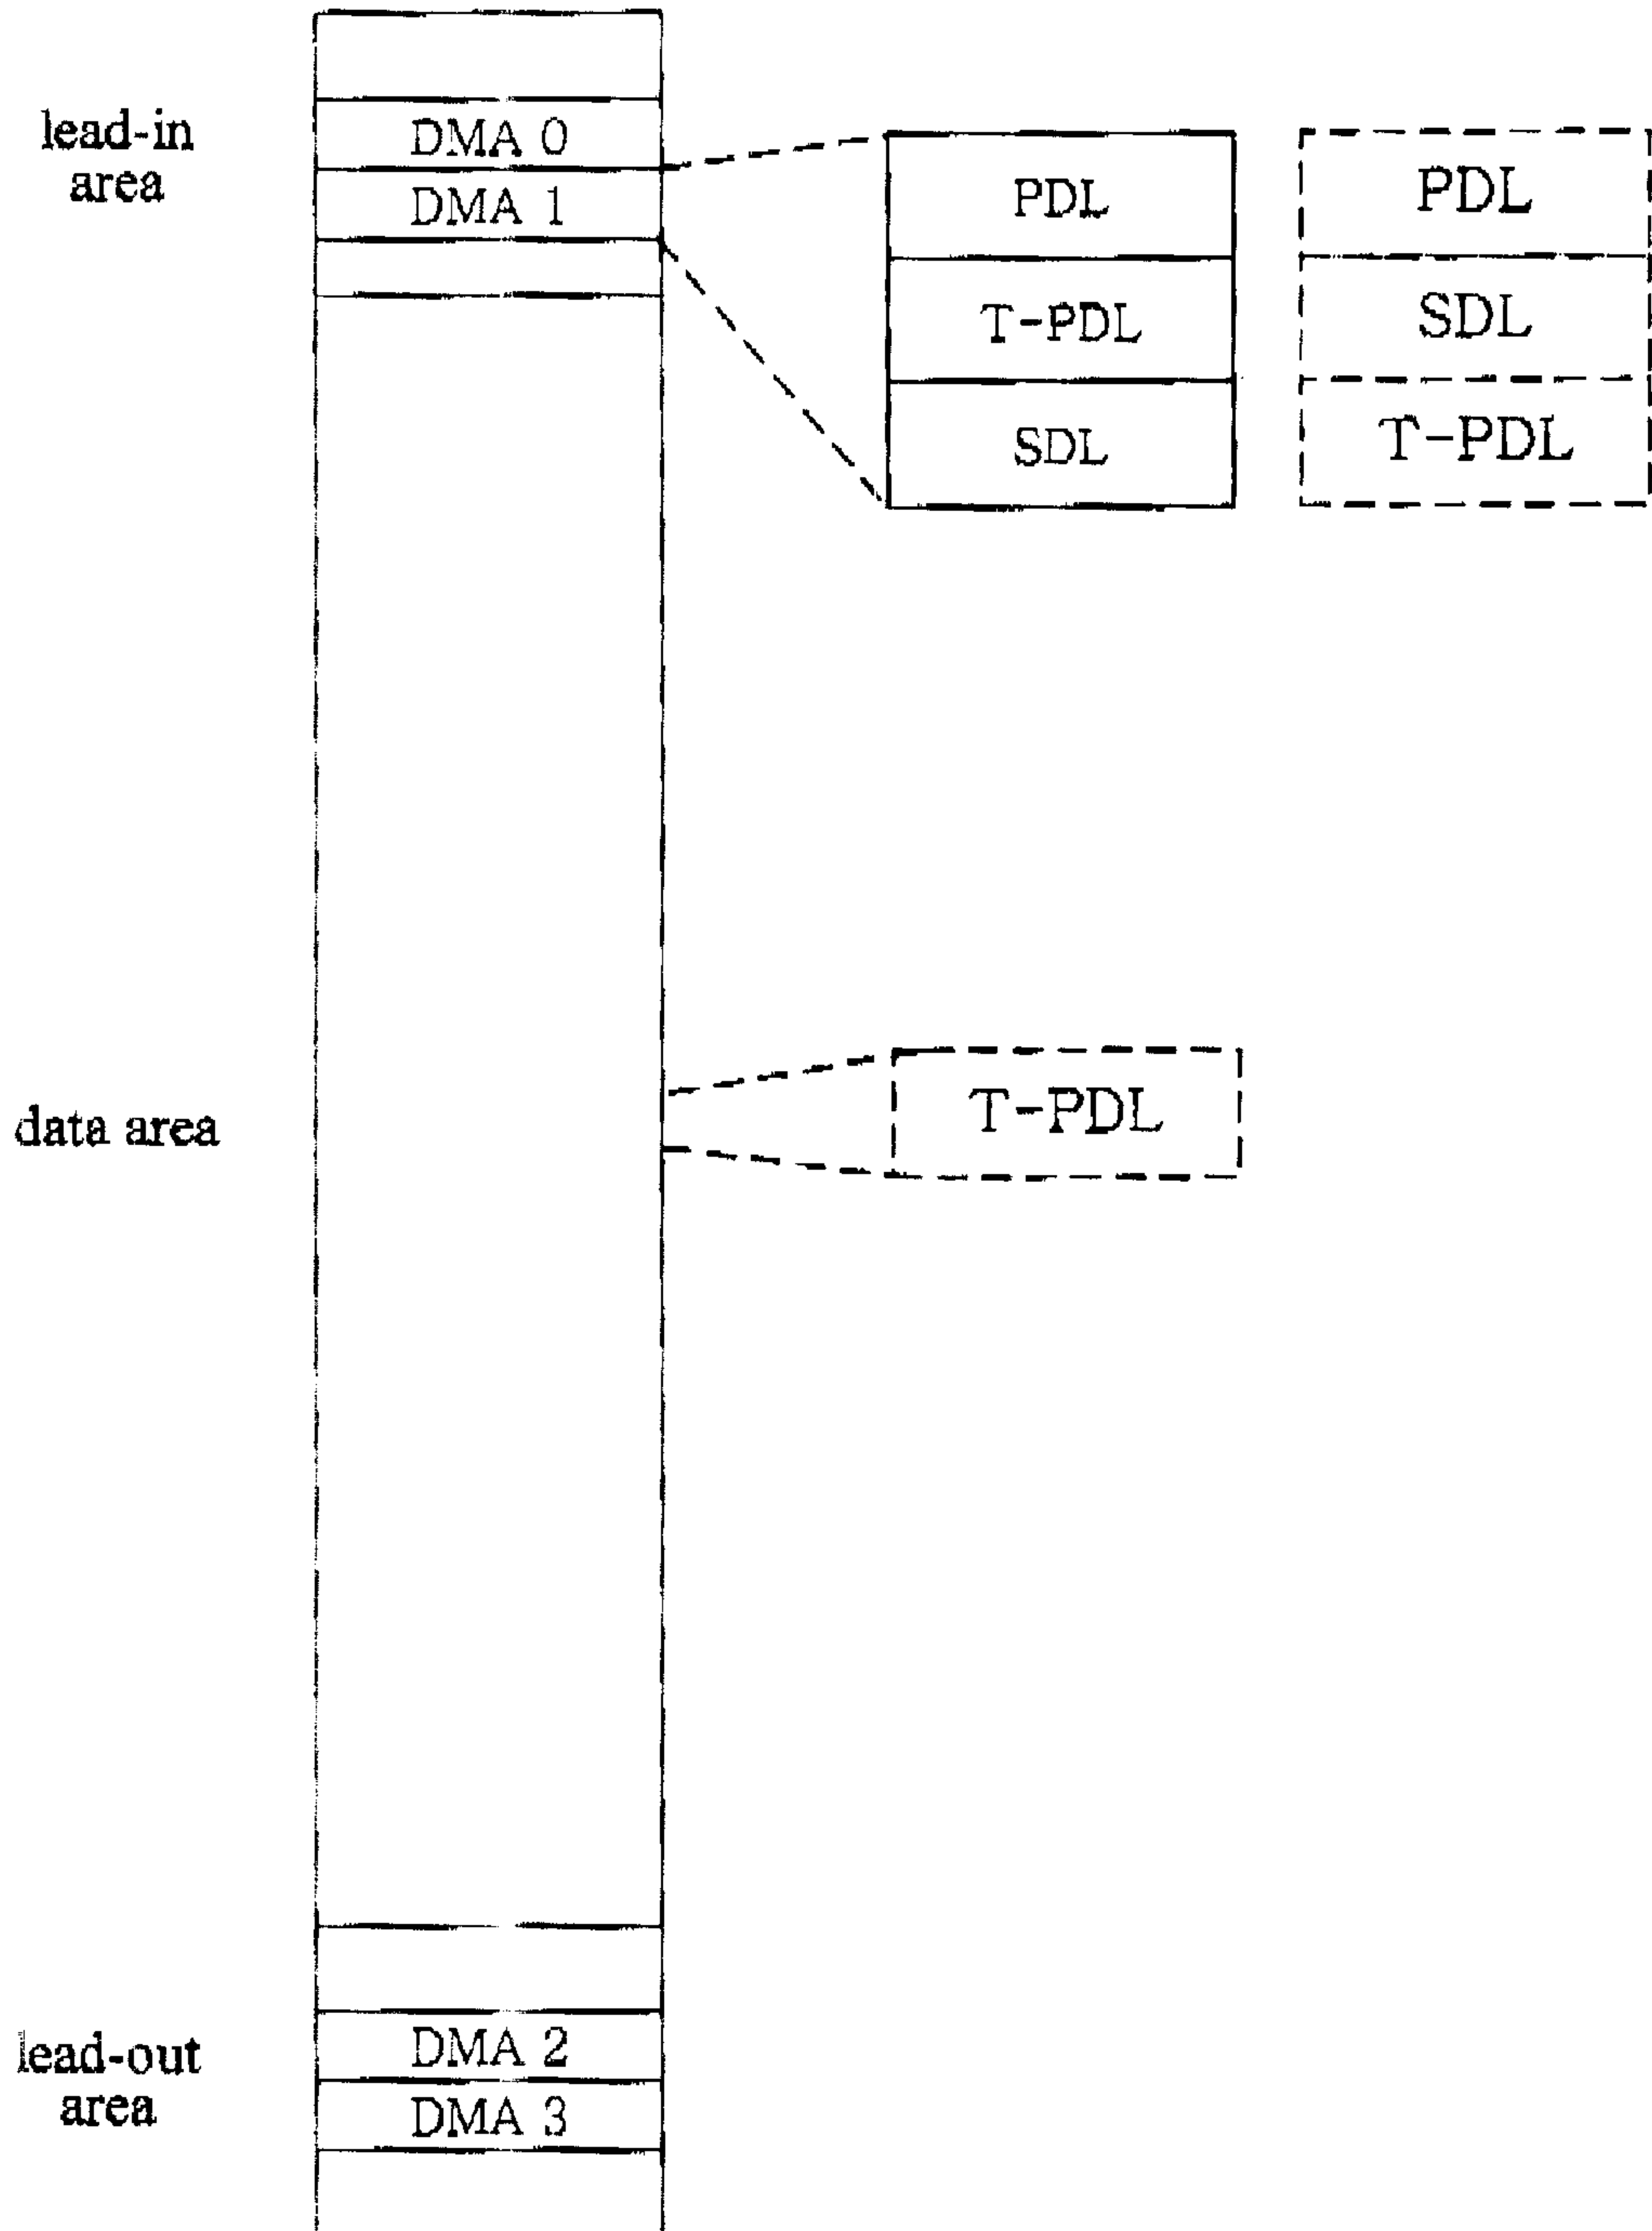 lead-in
area
DMA 0
DMA 1
PDL
T-PDL
SDL
PDL
SDL
T-PDL
data area
T-PDL
lead-out
area
DMA 2
DMA 3